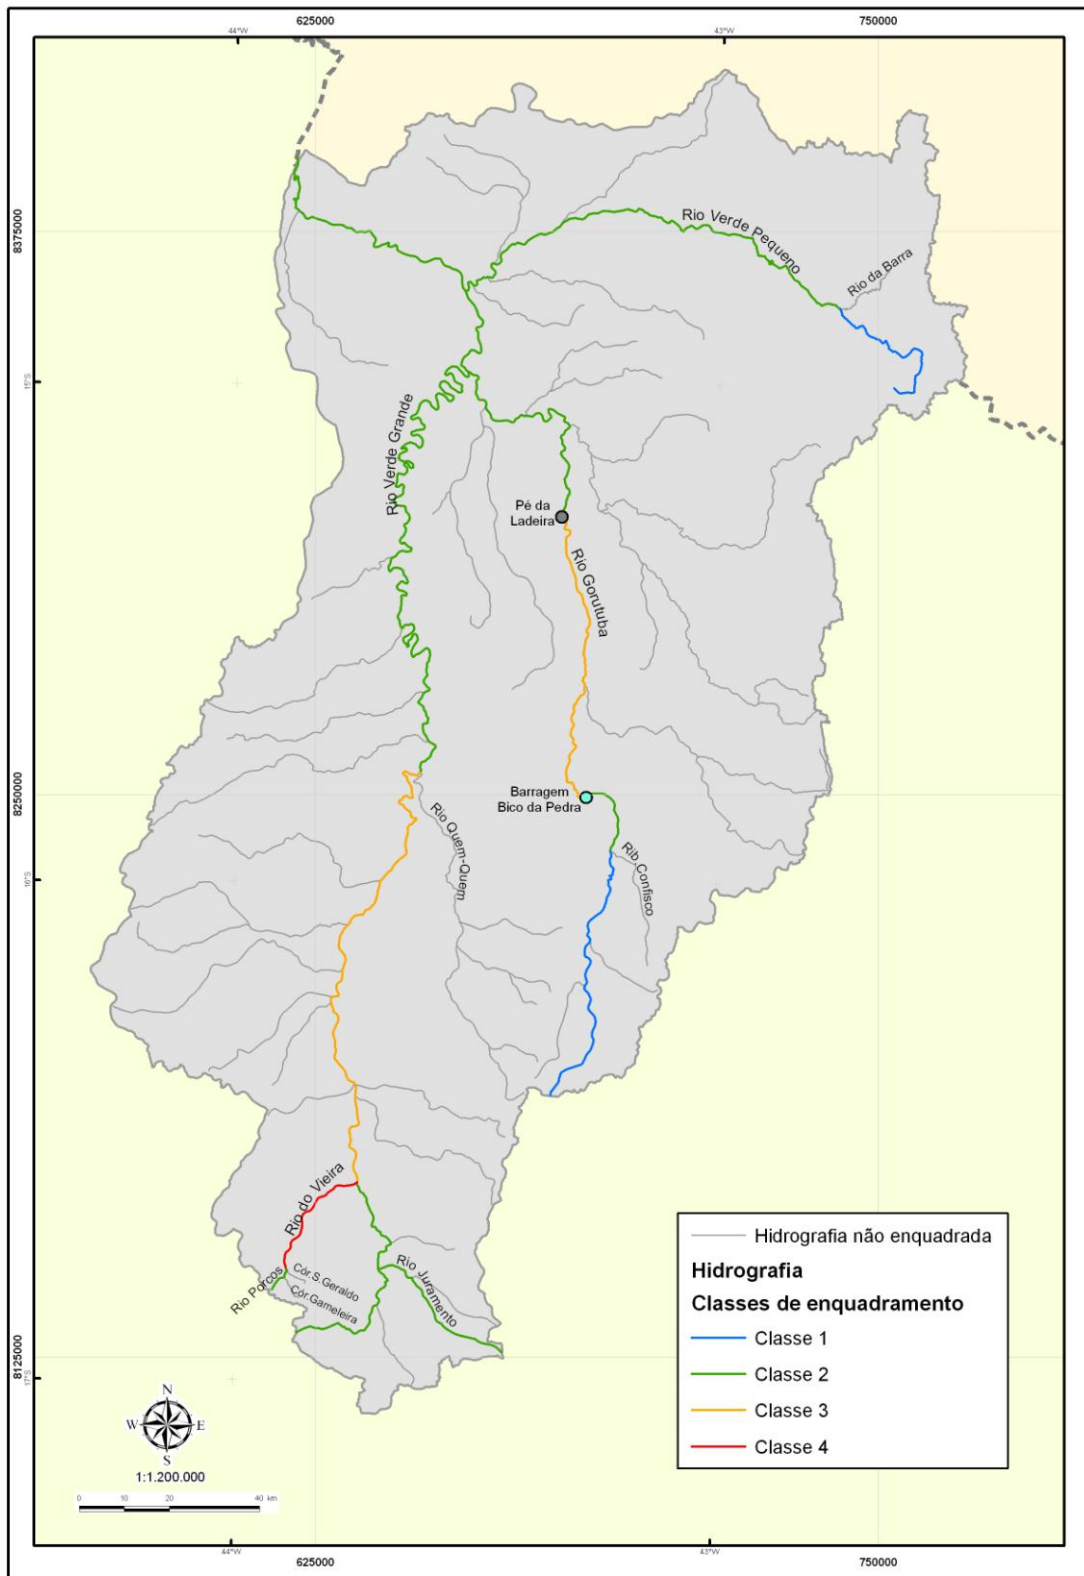 625000
750000
44°W
43°W
8375000
Rio Verde Pequeno
Rio da Barra
15°S
Rio Verde Grande
Pé da
Ladeira
Rio Gorutuba
8250000
Barragem
Bico da Pedra
Rio Quem-Quem
Rib.Confisco
16°S
Rio do Vieira
Rio Porcos
Cór.S.Geraldo
Cór.Gameleira
Rio Juramento
8125000
17°S
Hidrografia não enquadrada
Hidrografia
Classes de enquadramento
Classe 1
Classe 2
Classe 3
Classe 4
N
W
E
S
1:1.200.000
0 10 20 40 km
44°W
43°W
625000
750000